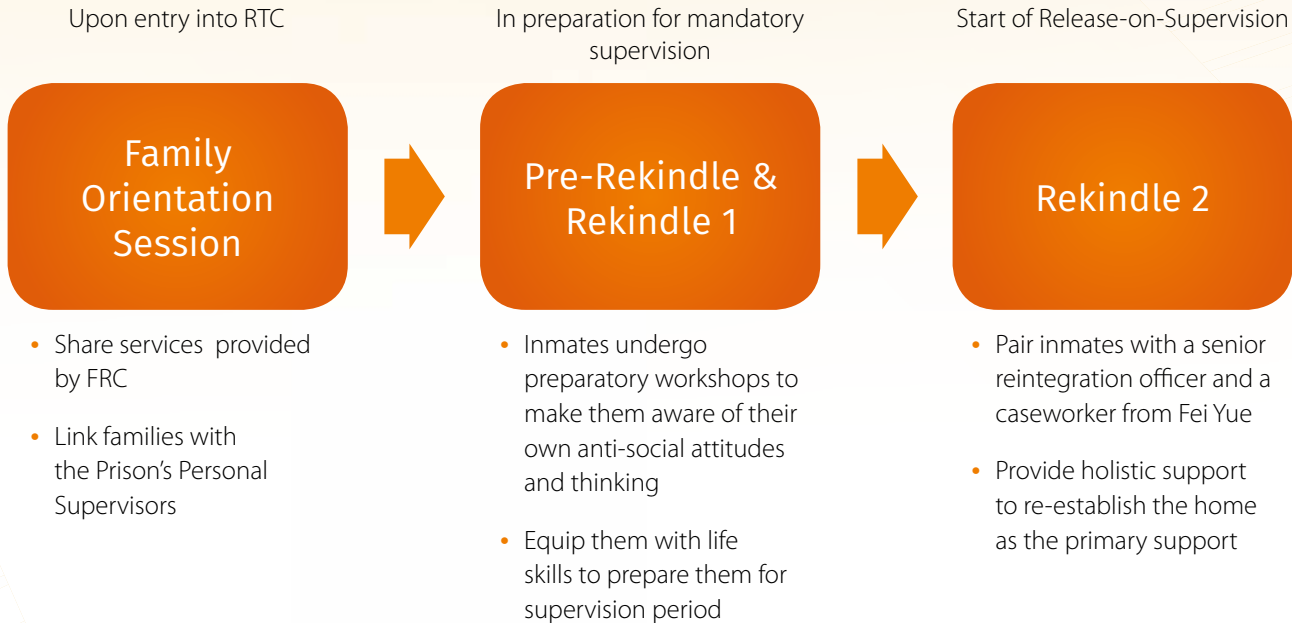 Upon entry into RTC
Family
Orientation
Session
• Share services provided
by FRC
• Link families with
the Prison's Personal
Supervisors
In preparation for mandatory
supervision
Pre-Rekindle &
Rekindle 1
• Inmates undergo
preparatory workshops to
make them aware of their
own anti-social attitudes
and thinking
• Equip them with life
skills to prepare them for
supervision period
Start of Release-on-Supervision
Rekindle 2
• Pair inmates with a senior
reintegration officer and a
caseworker from Fei Yue
• Provide holistic support
to re-establish the home
as the primary support